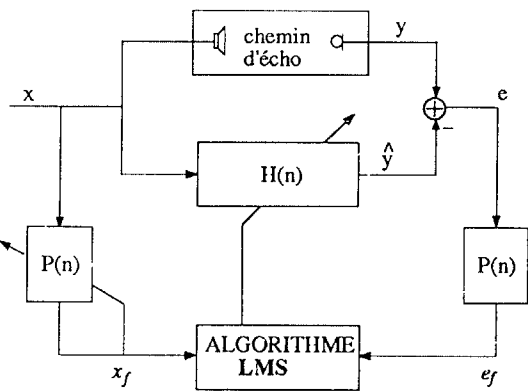 chemin
d'écho
y
x
e
−
H(n)
ŷ
P(n)
P(n)
ALGORITHME
LMS
x_f
e_f